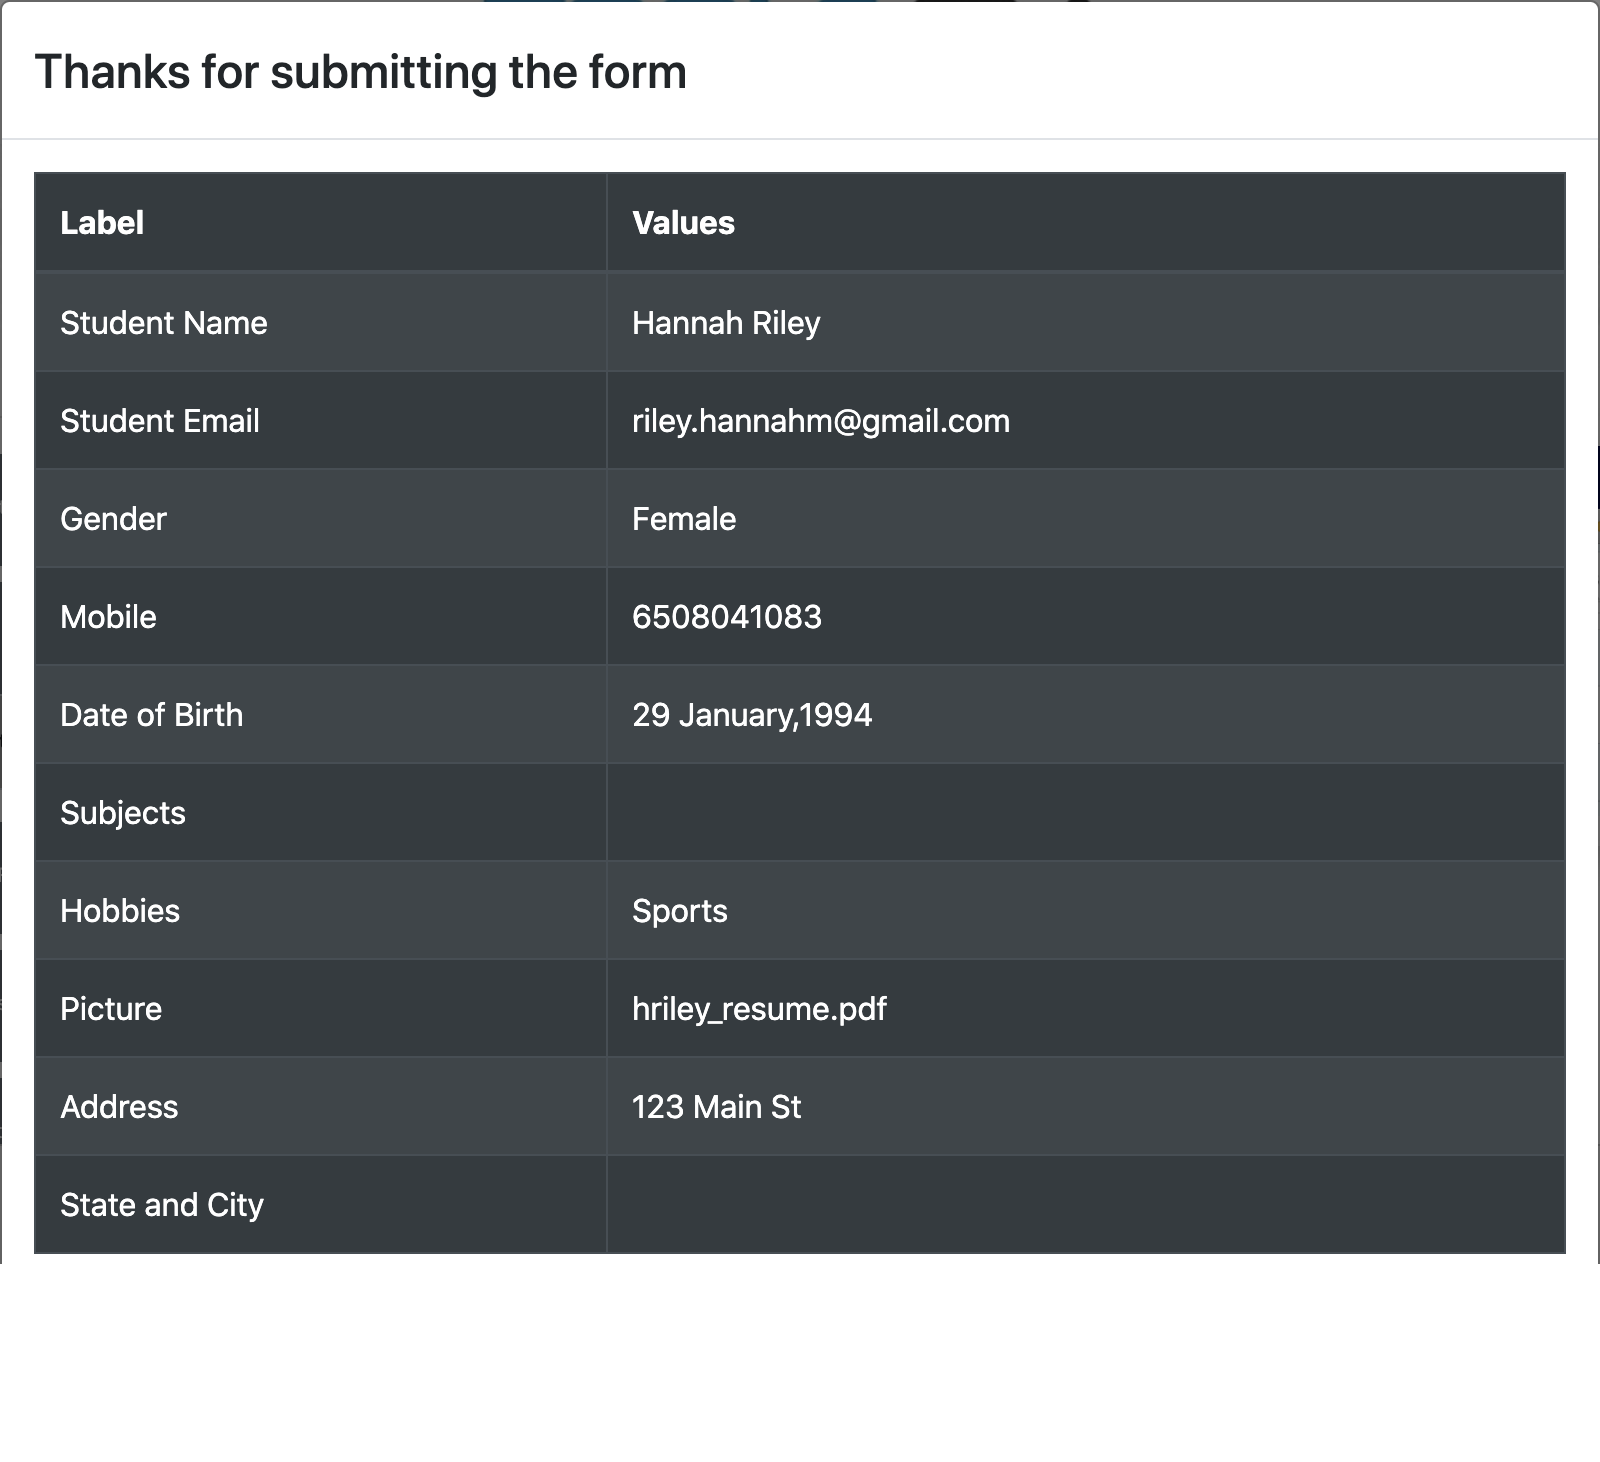 Thanks for submitting the form
Label Values
Student Name Hannah Riley
Student Email riley.hannahm@gmail.com
Gender Female
Mobile 6508041083
Date of Birth 29 January,1994
Subjects
Hobbies Sports
Picture hriley_resume.pdf
Address 123 Main St
State and City